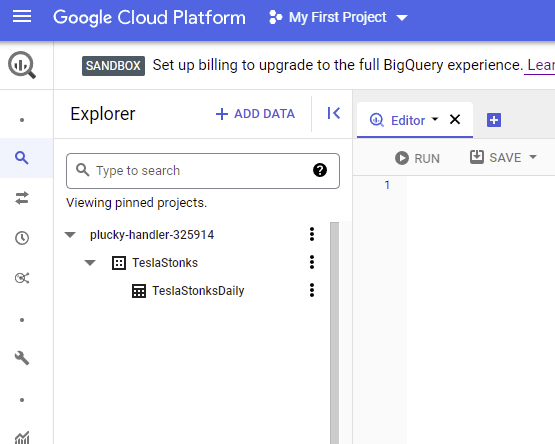 Google Cloud Platform My First Project
SANDBOX Set up billing to upgrade to the full BigQuery experience.
Explorer + ADD DATA
Editor
Type to search ?
RUN SAVE
1
Viewing pinned projects.
plucky-handler-325914
TeslaStonks
TeslaStonksDaily